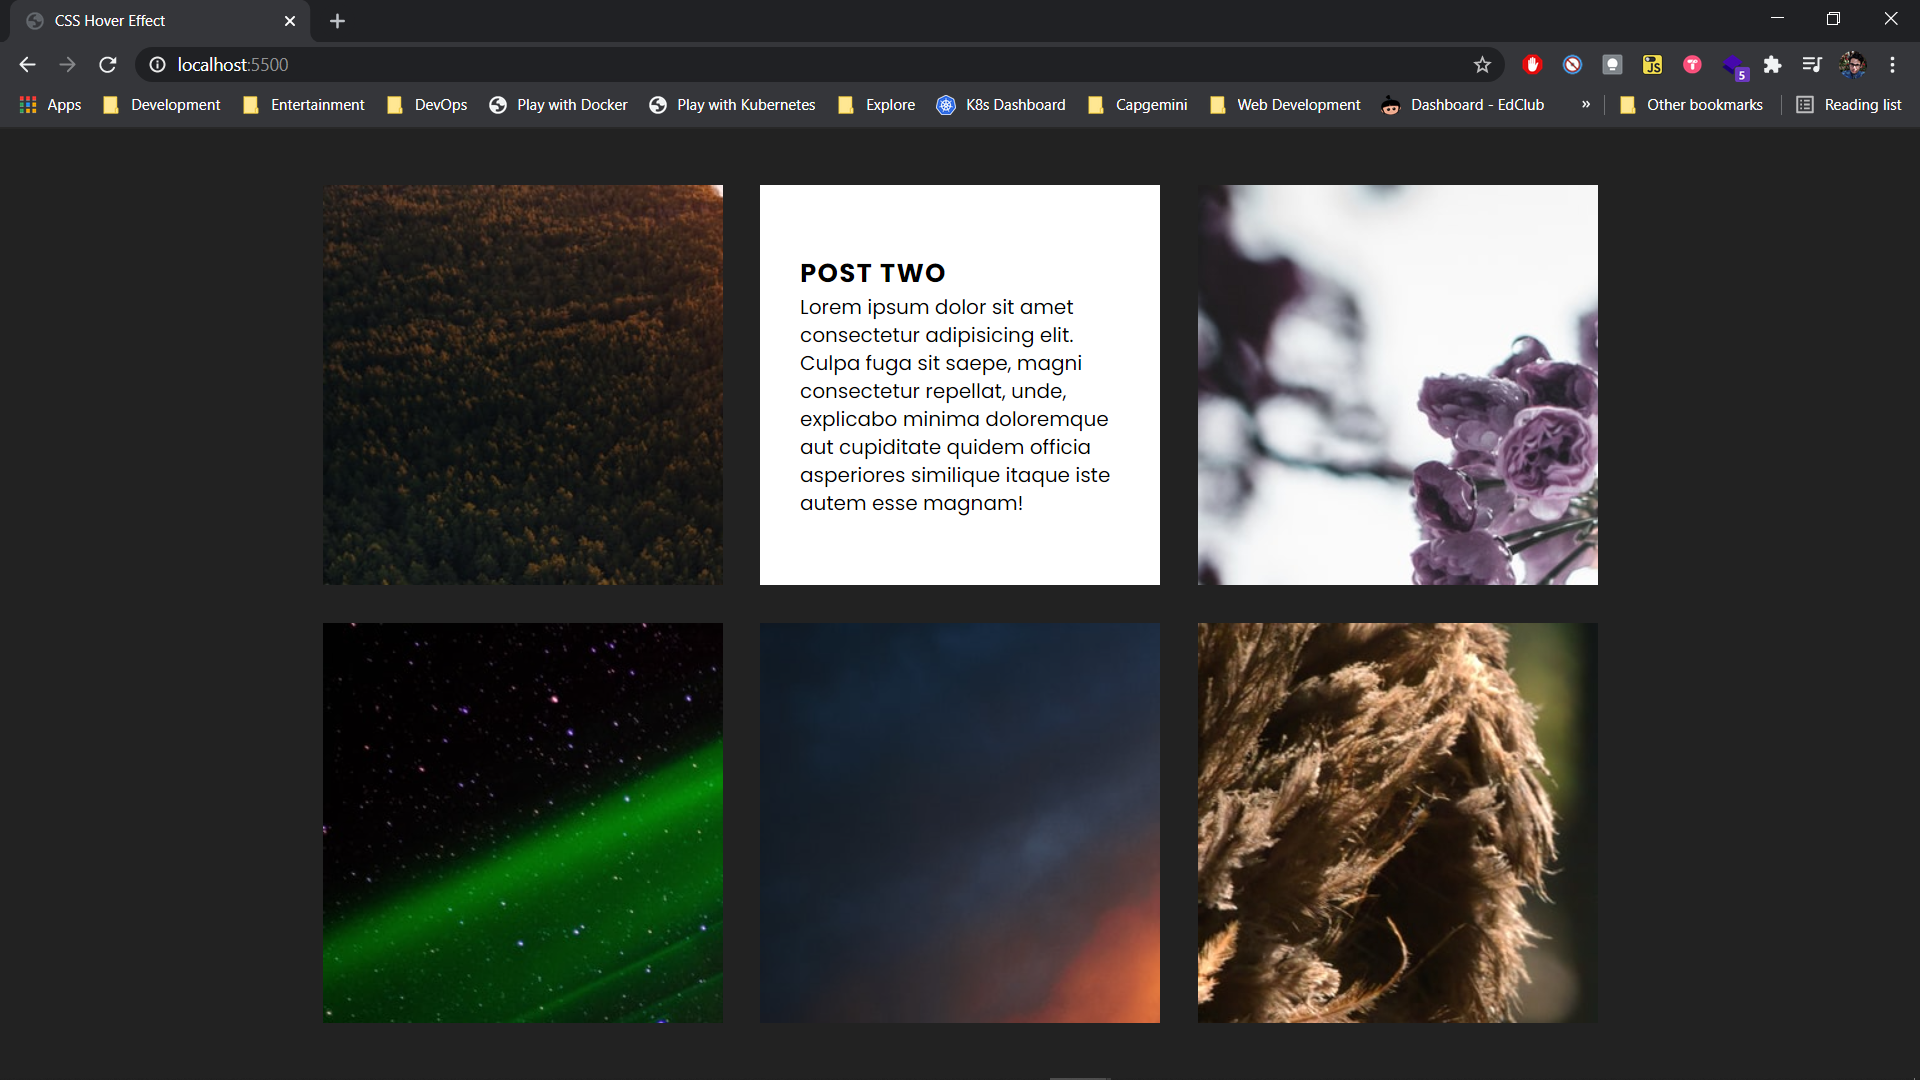 CSS Hover Effect
localhost:5500
Apps Development Entertainment DevOps Play with Docker Play with Kubernetes Explore K8s Dashboard Capgemini Web Development Dashboard - EdClub » Other bookmarks Reading list
JS
T
5
POST TWO
Lorem ipsum dolor sit amet
consectetur adipisicing elit.
Culpa fuga sit saepe, magni
consectetur repellat, unde,
explicabo minima doloremque
aut cupiditate quidem officia
asperiores similique itaque iste
autem esse magnam!